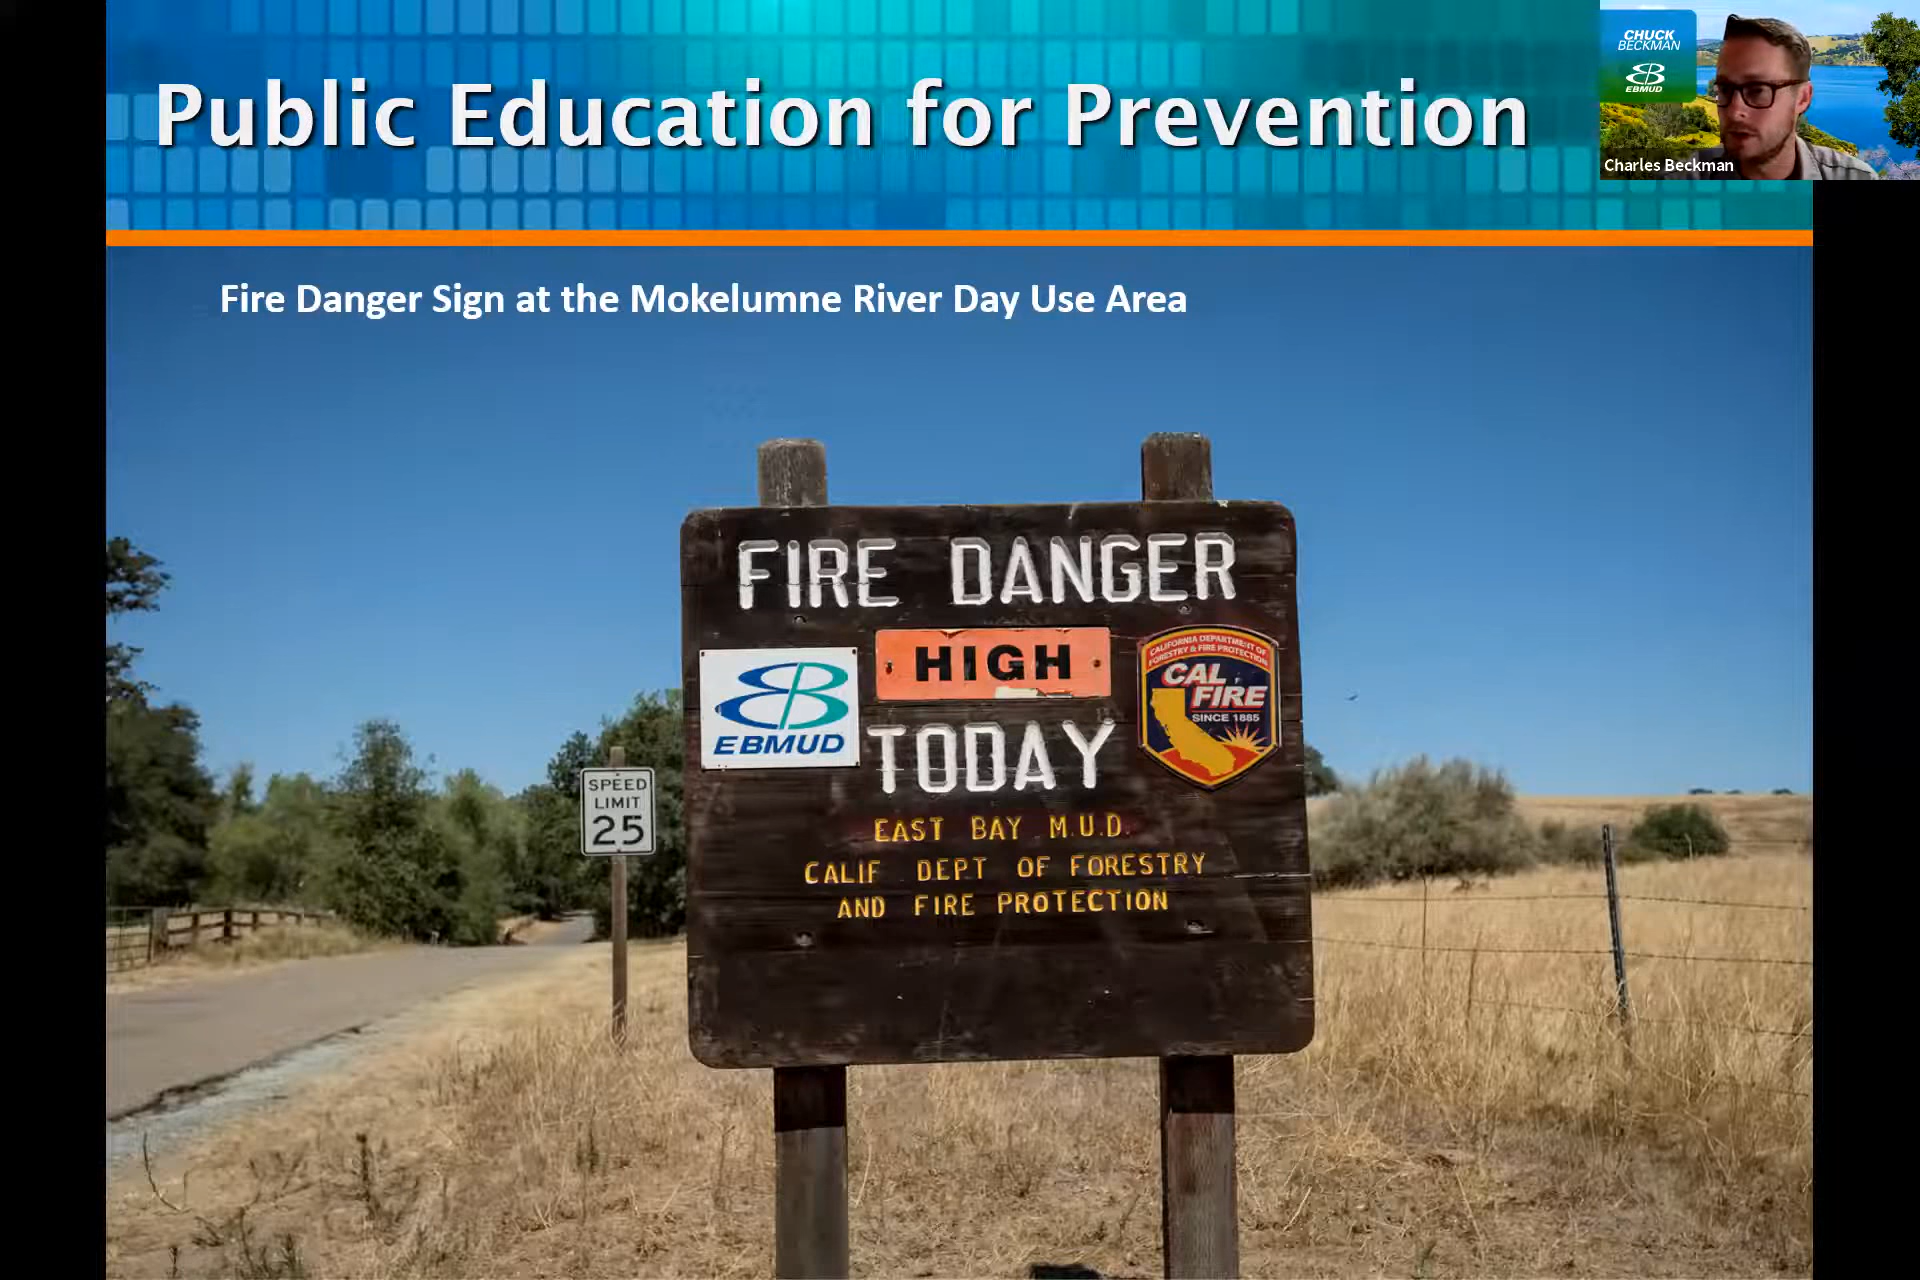 Public Education for Prevention
CHUCK
BECKMAN
EBMUD
Charles Beckman
Fire Danger Sign at the Mokelumne River Day Use Area
FIRE DANGER
HIGH
TODAY
EBMUD
CALIFORNIA DEPARTMENT OF
FORESTRY & FIRE PROTECTION
CAL
FIRE
SINCE 1885
SPEED
LIMIT
25
EAST BAY M.U.D.
CALIF DEPT OF FORESTRY
AND FIRE PROTECTION